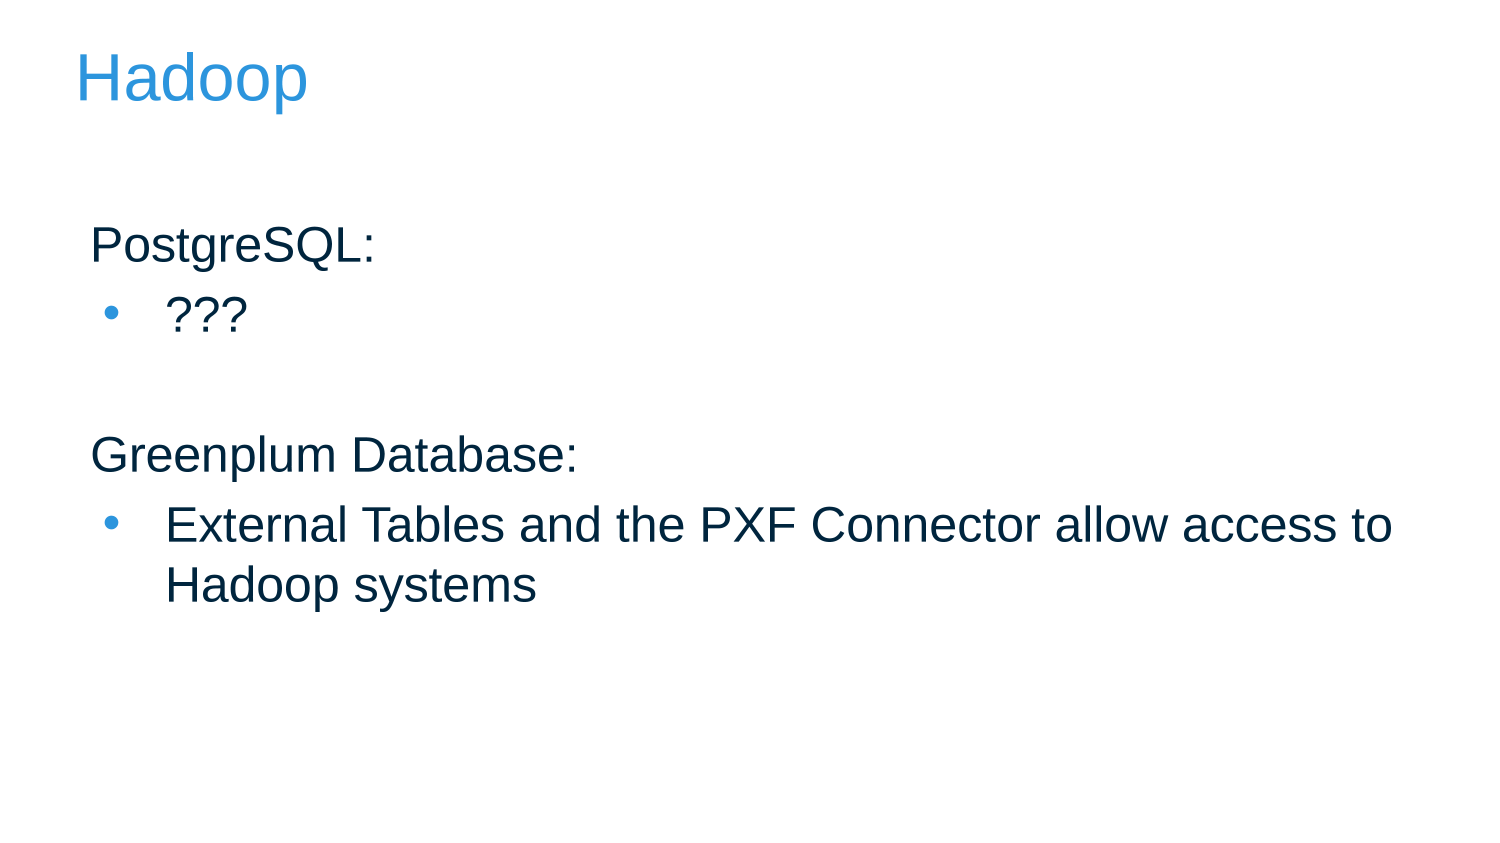 Hadoop
PostgreSQL:
• ???
Greenplum Database:
• External Tables and the PXF Connector allow access to
Hadoop systems